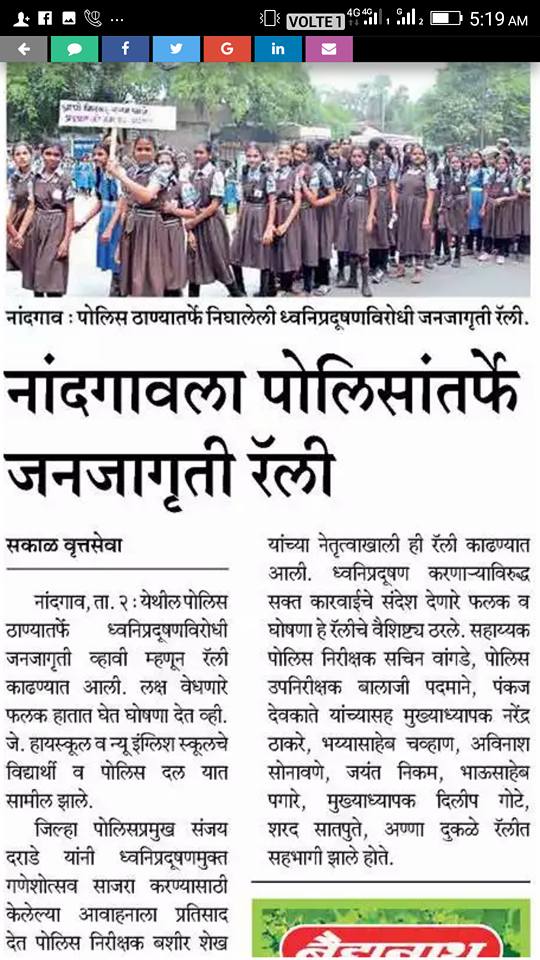 VOLTE 1
4G 4G
1
G
2
5:19 AM
नांदगाव : पोलिस ठाण्यातर्फे निघालेली ध्वनिप्रदूषणविरोधी जनजागृती रॅली.
नांदगावला पोलिसांतर्फे
जनजागृती रॅली
सकाळ वृत्तसेवा
नांदगाव, ता. २ : येथील पोलिस
ठाण्यातर्फे ध्वनिप्रदूषणविरोधी
जनजागृती व्हावी म्हणून रॅली
काढण्यात आली. लक्ष वेधणारे
फलक हातात घेत घोषणा देत व्ही.
जे. हायस्कूल व न्यू इंग्लिश स्कूलचे
विद्यार्थी व पोलिस दल यात
सामील झाले.
जिल्हा पोलिसप्रमुख संजय
दराडे यांनी ध्वनिप्रदूषणमुक्त
गणेशोत्सव साजरा करण्यासाठी
केलेल्या आवाहनाला प्रतिसाद
देत पोलिस निरीक्षक बशीर शेख
यांच्या नेतृत्वाखाली ही रॅली काढण्यात
आली. ध्वनिप्रदूषण करणाऱ्याविरुद्ध
सक्त कारवाईचे संदेश देणारे फलक व
घोषणा हे रॅलीचे वैशिष्ट्य ठरले. सहाय्यक
पोलिस निरीक्षक सचिन वांगडे, पोलिस
उपनिरीक्षक बालाजी पदमाने, पंकज
देवकाते यांच्यासह मुख्याध्यापक नरेंद्र
ठाकरे, भय्यासाहेब चव्हाण, अविनाश
सोनावणे, जयंत निकम, भाऊसाहेब
पगारे, मुख्याध्यापक दिलीप गोटे,
शरद सातपुते, अण्णा दुकळे रॅलीत
सहभागी झाले होते.
बैद्यनाथ